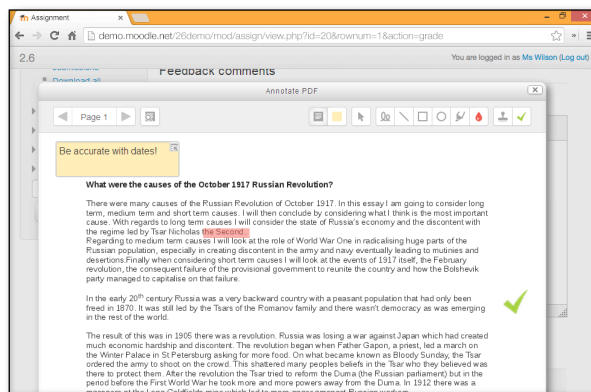 Assignment
demo.moodle.net/26demo/mod/assign/view.php?id=20&rownum=1&action=grade
2.6
You are logged in as Ms Wilson (Log out)
Download all
Feedback comments
Annotate PDF
Page 1
Be accurate with dates!
What were the causes of the October 1917 Russian Revolution?
There were many causes of the Russian Revolution of October 1917. In this essay I am going to consider long
term, medium term and short term causes. I will then conclude by considering what I think is the most important
cause. With regards to long term causes I will consider the state of Russia's economy and the discontent with
the regime led by Tsar Nicholas the Second.
Regarding to medium term causes I will look at the role of World War One in radicalising huge parts of the
Russian population, especially in creating discontent in the army and navy eventually leading to mutinies and
desertions.Finally when considering short term causes I will look at the events of 1917 itself, the February
revolution, the consequent failure of the provisional government to reunite the country and how the Bolshevik
party managed to capitalise on that failure.
In the early 20th century Russia was a very backward country with a peasant population that had only been
freed in 1870. It was still led by the Tsars of the Romanov family and there wasn't democracy as was emerging
in the rest of the world.
The result of this was in 1905 there was a revolution. Russia was losing a war against Japan which had created
much economic hardship and discontent. The revolution began when Father Gapon, a priest, led a march on
the Winter Palace in St Petersburg asking for more food. On what became known as Bloody Sunday, the Tsar
ordered the army to shoot on the crowd. This shattered many peoples beliefs in the Tsar who they believed was
there to protect them. After the revolution the Tsar tried to reform the Duma (the Russian parliament) but in the
period before the First World War he took more and more powers away from the Duma. In 1912 there was a